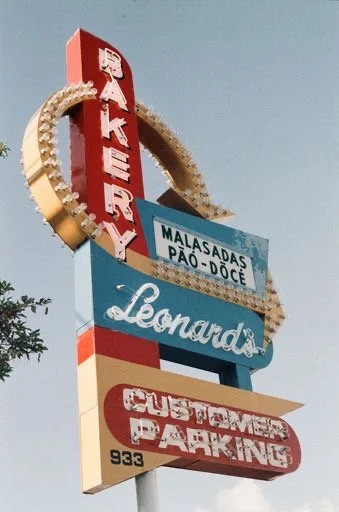 BAKERY
MALASADAS
PÃO-DÔCE
Leonard's
CUSTOMER
PARKING
933